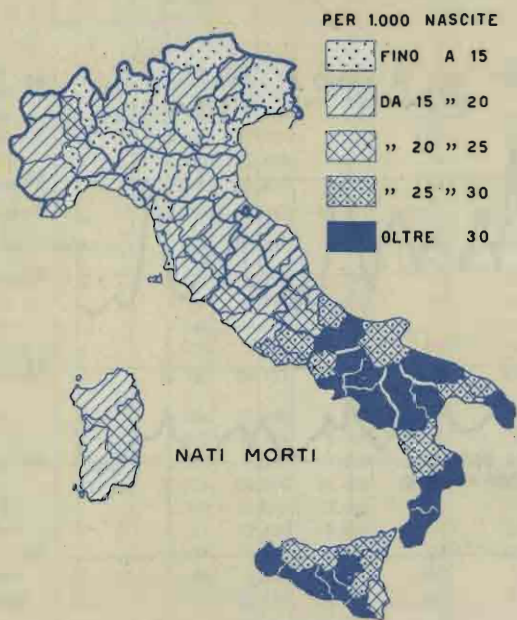 PER 1.000 NASCITE
FINO A 15
DA 15 ” 20
” 20 ” 25
” 25 ” 30
OLTRE 30
NATI MORTI